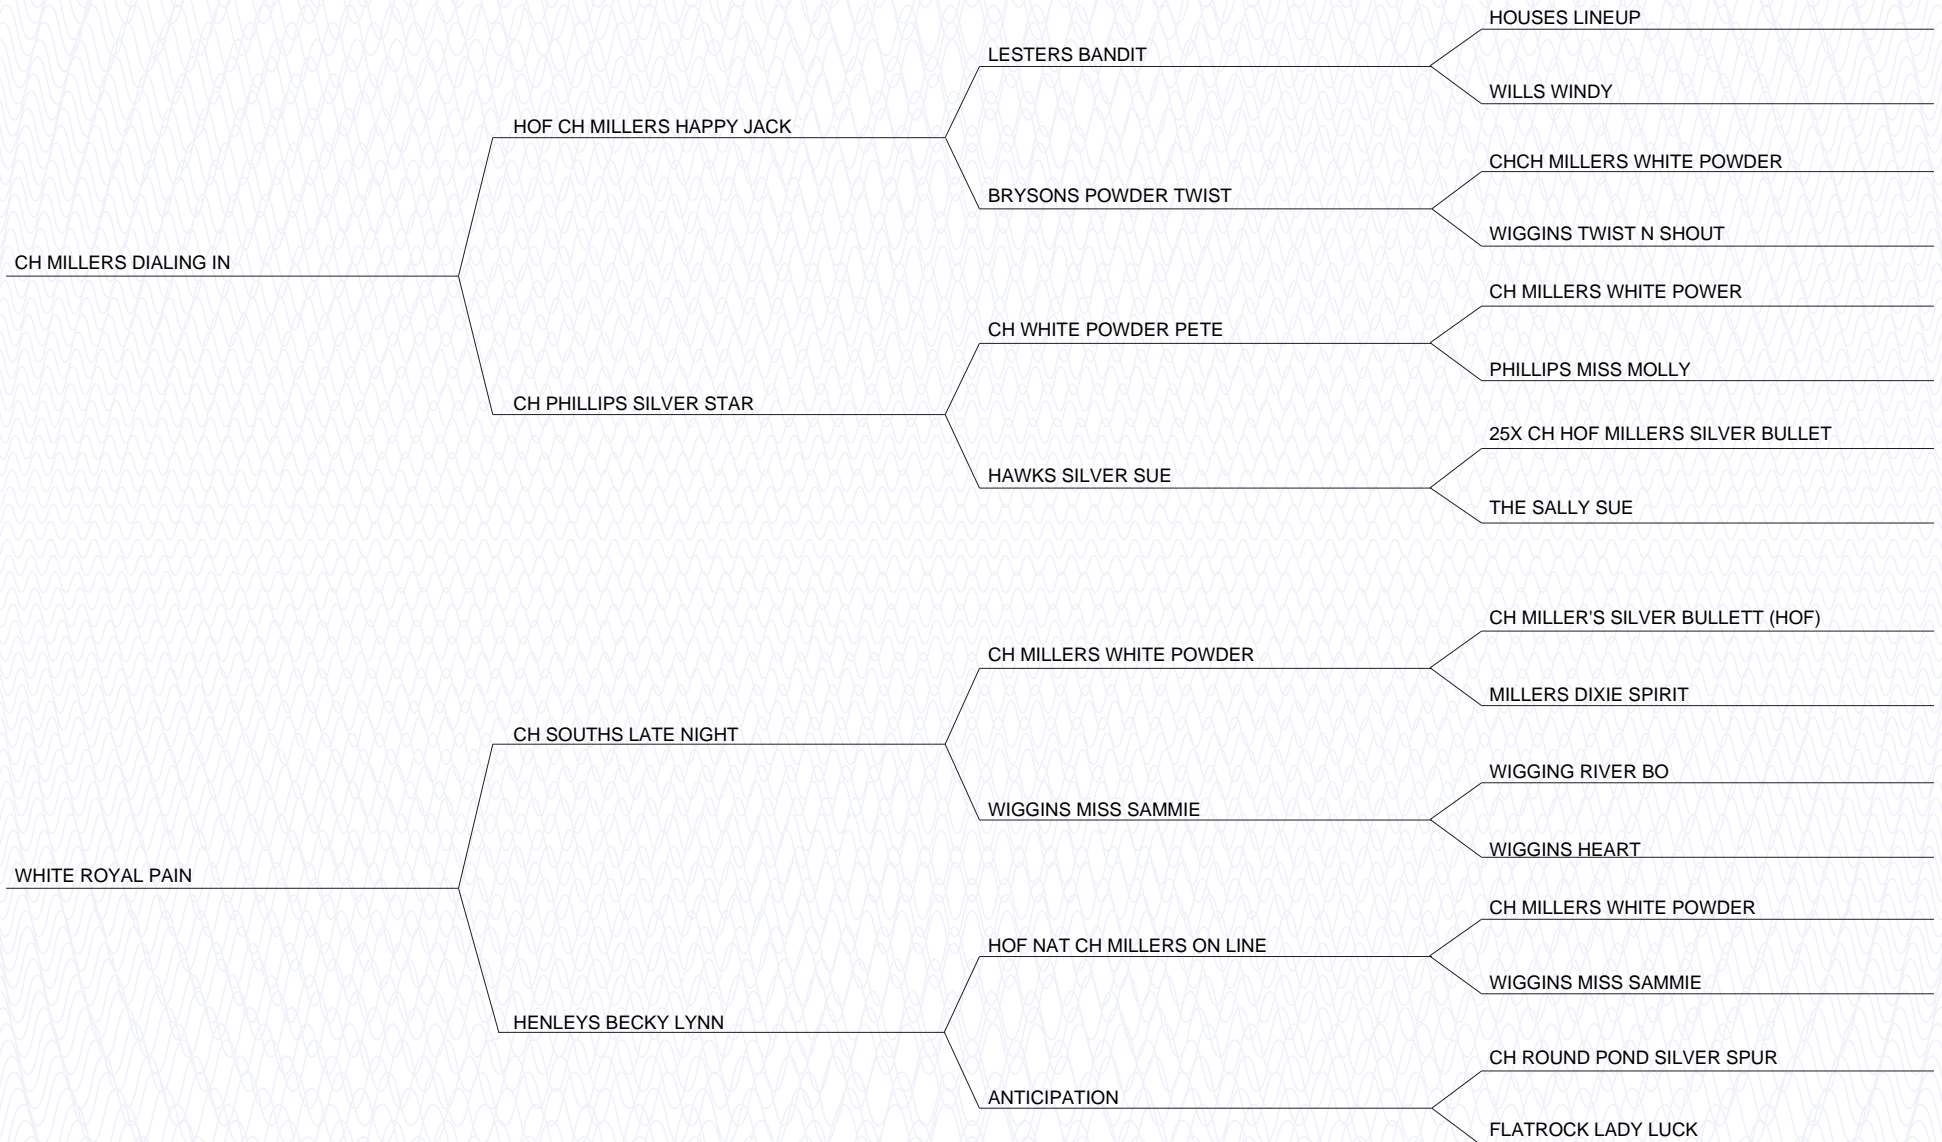 HOUSES LINEUP
LESTERS BANDIT
WILLS WINDY
HOF CH MILLERS HAPPY JACK
CHCH MILLERS WHITE POWDER
BRYSONS POWDER TWIST
WIGGINS TWIST N SHOUT
CH MILLERS DIALING IN
CH MILLERS WHITE POWER
CH WHITE POWDER PETE
PHILLIPS MISS MOLLY
CH PHILLIPS SILVER STAR
25X CH HOF MILLERS SILVER BULLET
HAWKS SILVER SUE
THE SALLY SUE
CH MILLER'S SILVER BULLETT (HOF)
CH MILLERS WHITE POWDER
MILLERS DIXIE SPIRIT
CH SOUTHS LATE NIGHT
WIGGING RIVER BO
WIGGINS MISS SAMMIE
WIGGINS HEART
WHITE ROYAL PAIN
CH MILLERS WHITE POWDER
HOF NAT CH MILLERS ON LINE
WIGGINS MISS SAMMIE
HENLEYS BECKY LYNN
CH ROUND POND SILVER SPUR
ANTICIPATION
FLATROCK LADY LUCK